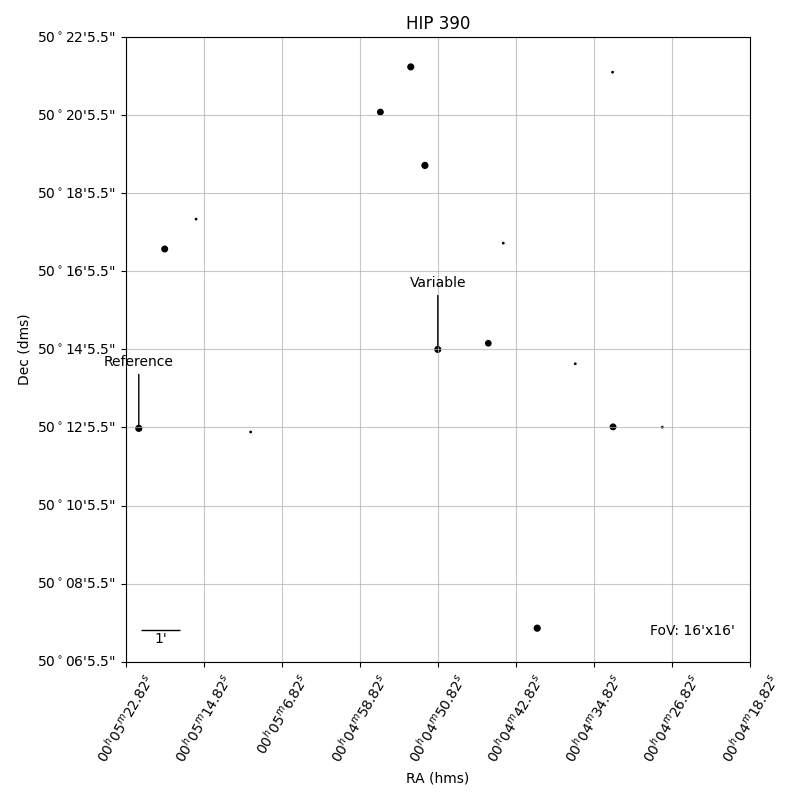 HIP 390
50°22'5.5"
50°20'5.5"
50°18'5.5"
50°16'5.5"
Variable
50°14'5.5"
Reference
50°12'5.5"
50°10'5.5"
50°08'5.5"
1'
FoV: 16'x16'
50°06'5.5"
Dec (dms)
00h05m22.82s
00h05m14.82s
00h05m6.82s
00h04m58.82s
00h04m50.82s
00h04m42.82s
00h04m34.82s
00h04m26.82s
00h04m18.82s
RA (hms)